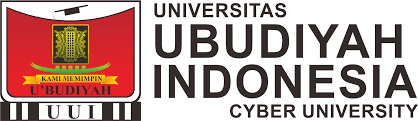 KAMI MEMIMPIN
U'BUDIYAH
UUI
UNIVERSITAS
UBUDIYAH
INDONESIA
CYBER UNIVERSITY